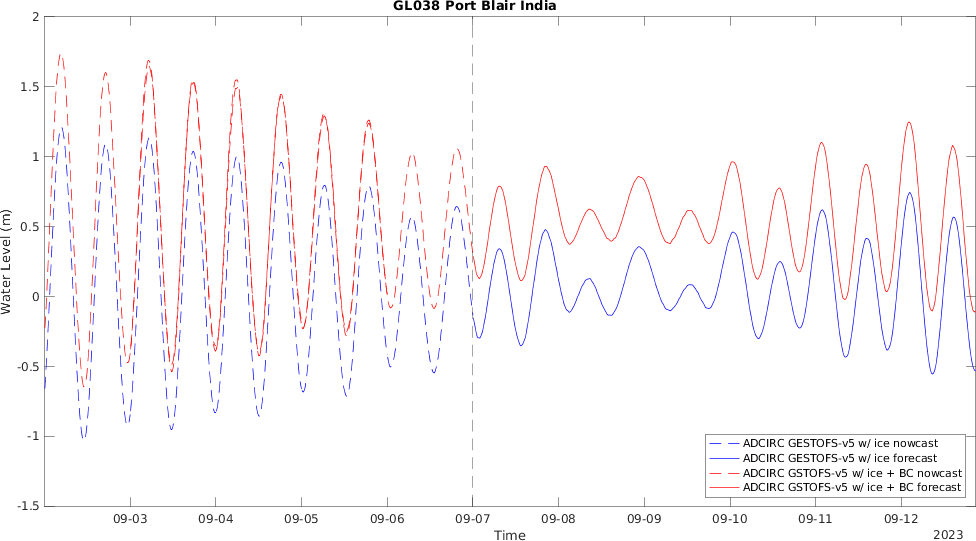 GL038 Port Blair India
2
1.5
1
0.5
0
-0.5
-1
-1.5
Water Level (m)
09-03 09-04 09-05 09-06 09-07 09-08 09-09 09-10 09-11 09-12
Time
2023
ADCIRC GESTOFS-v5 w/ ice nowcast
ADCIRC GESTOFS-v5 w/ ice forecast
ADCIRC GSTOFS-v5 w/ ice + BC nowcast
ADCIRC GSTOFS-v5 w/ ice + BC forecast